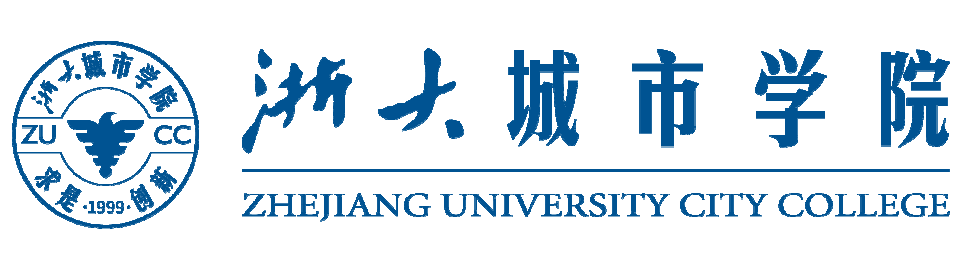 浙大城市学院
ZU CC
求是 创新
·1999·
浙大城市学院
ZHEJIANG UNIVERSITY CITY COLLEGE